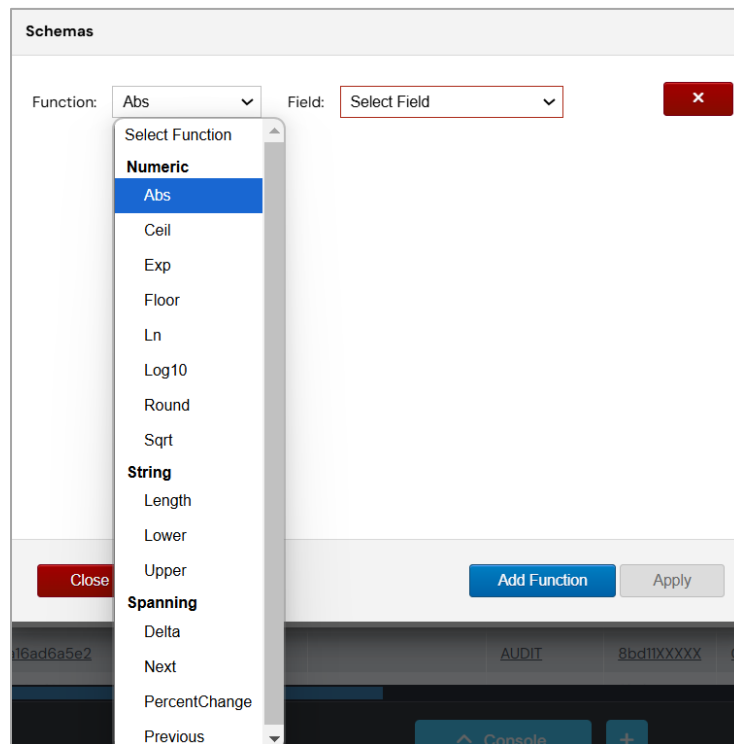 Schemas
Function: Abs Field: Select Field ×
Select Function
Numeric
Abs
Ceil
Exp
Floor
Ln
Log10
Round
Sqrt
String
Length
Lower
Upper
Close Add Function Apply
Spanning
Delta
a16ad6a5e2 AUDIT 8bd11XXXXX
Next
PercentChange
Previous
Console +